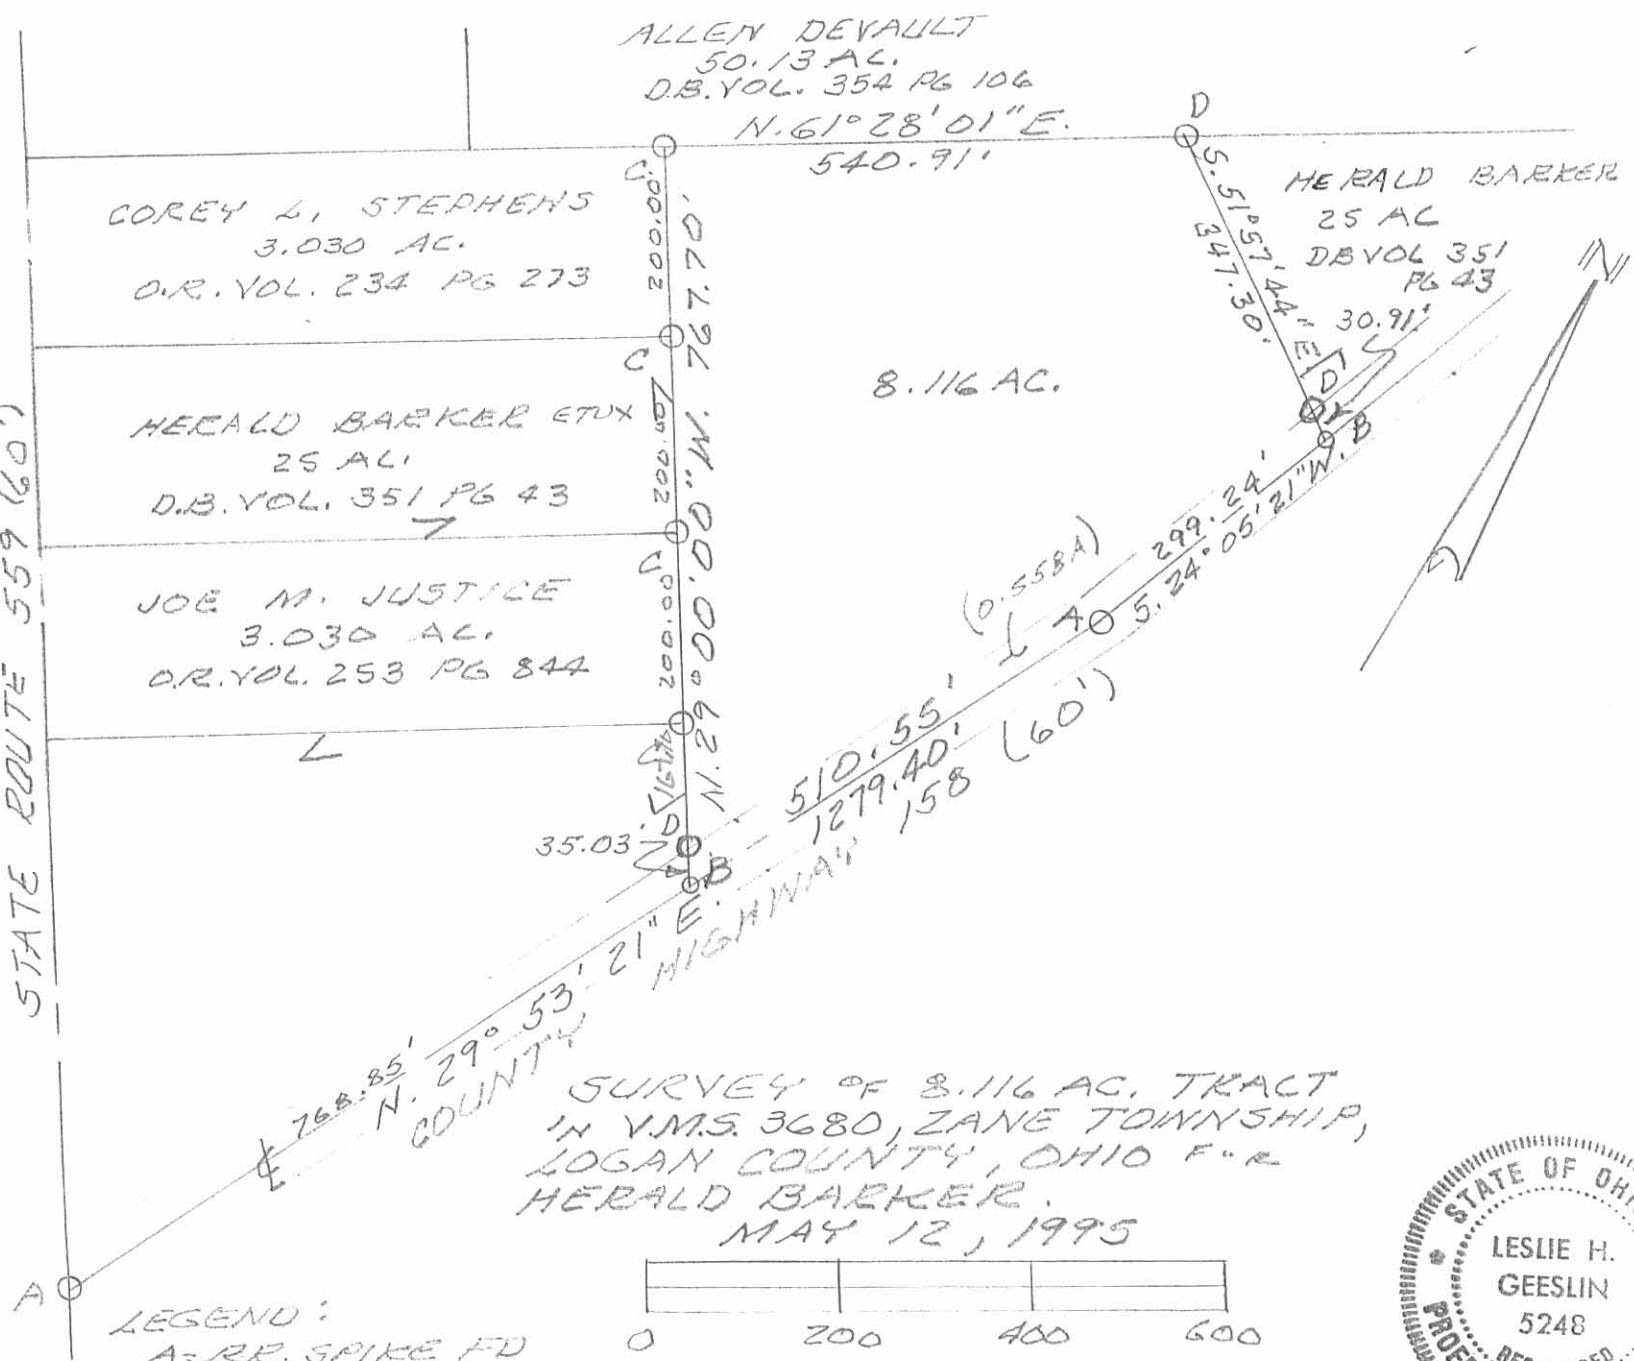 ALLEN DEVAULT
50.13 AC.
D.B. VOL. 354 PG 106
N. 61° 28' 01" E.
540.91'
D
C
COREY L. STEPHENS
3.030 AC.
O.R. VOL. 234 PG 273
200.00'
N. 29° 00' 00" W. 767.70'
S. 51° 57' 44" E.
347.30'
HERALD BARKER
25 AC
DB VOL 351
PG 43
30.91'
N
C
HERALD BARKER ETUX
25 AC.
D.B. VOL. 351 PG 43
200.00'
8.116 AC.
D
B
C
JOE M. JUSTICE
3.030 AC.
O.R. VOL. 253 PG 844
200.00'
(0.558A)
A
299.24'
S. 24° 05' 21" W.
STATE ROUTE 559 (60')
C
35.03'
D
B
510.55'
1279.40'
768.85'
N. 29° 53' 21" E.
COUNTY HIGHWAY 158 (60')
SURVEY OF 8.116 AC. TRACT
IN V.M.S. 3680, ZANE TOWNSHIP,
LOGAN COUNTY, OHIO FOR
HERALD BARKER.
MAY 12, 1995
A
LEGEND:
A=RR. SPIKE FD
0 200 400 600
STATE OF OHI
LESLIE H.
GEESLIN
5248